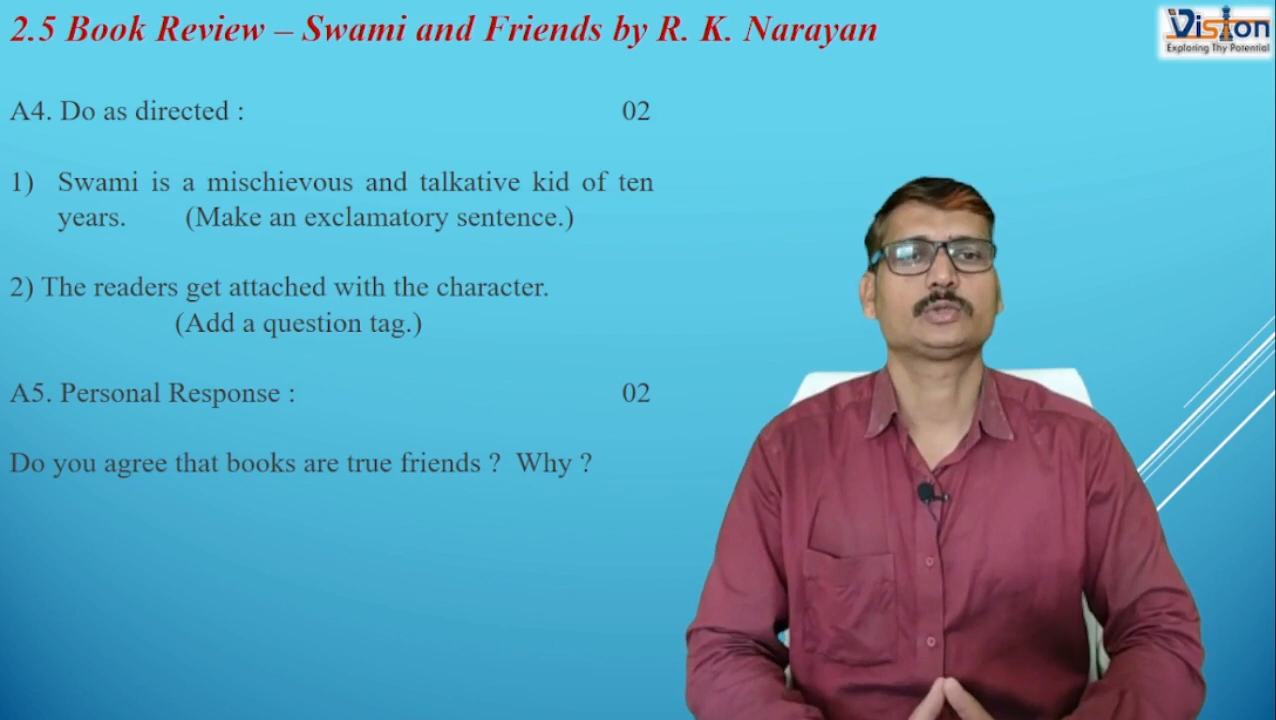 2.5 Book Review – Swami and Friends by R. K. Narayan
Vision
Exploring Thy Potential
A4. Do as directed : 02
1) Swami is a mischievous and talkative kid of ten
years. (Make an exclamatory sentence.)
2) The readers get attached with the character.
(Add a question tag.)
A5. Personal Response : 02
Do you agree that books are true friends ? Why ?